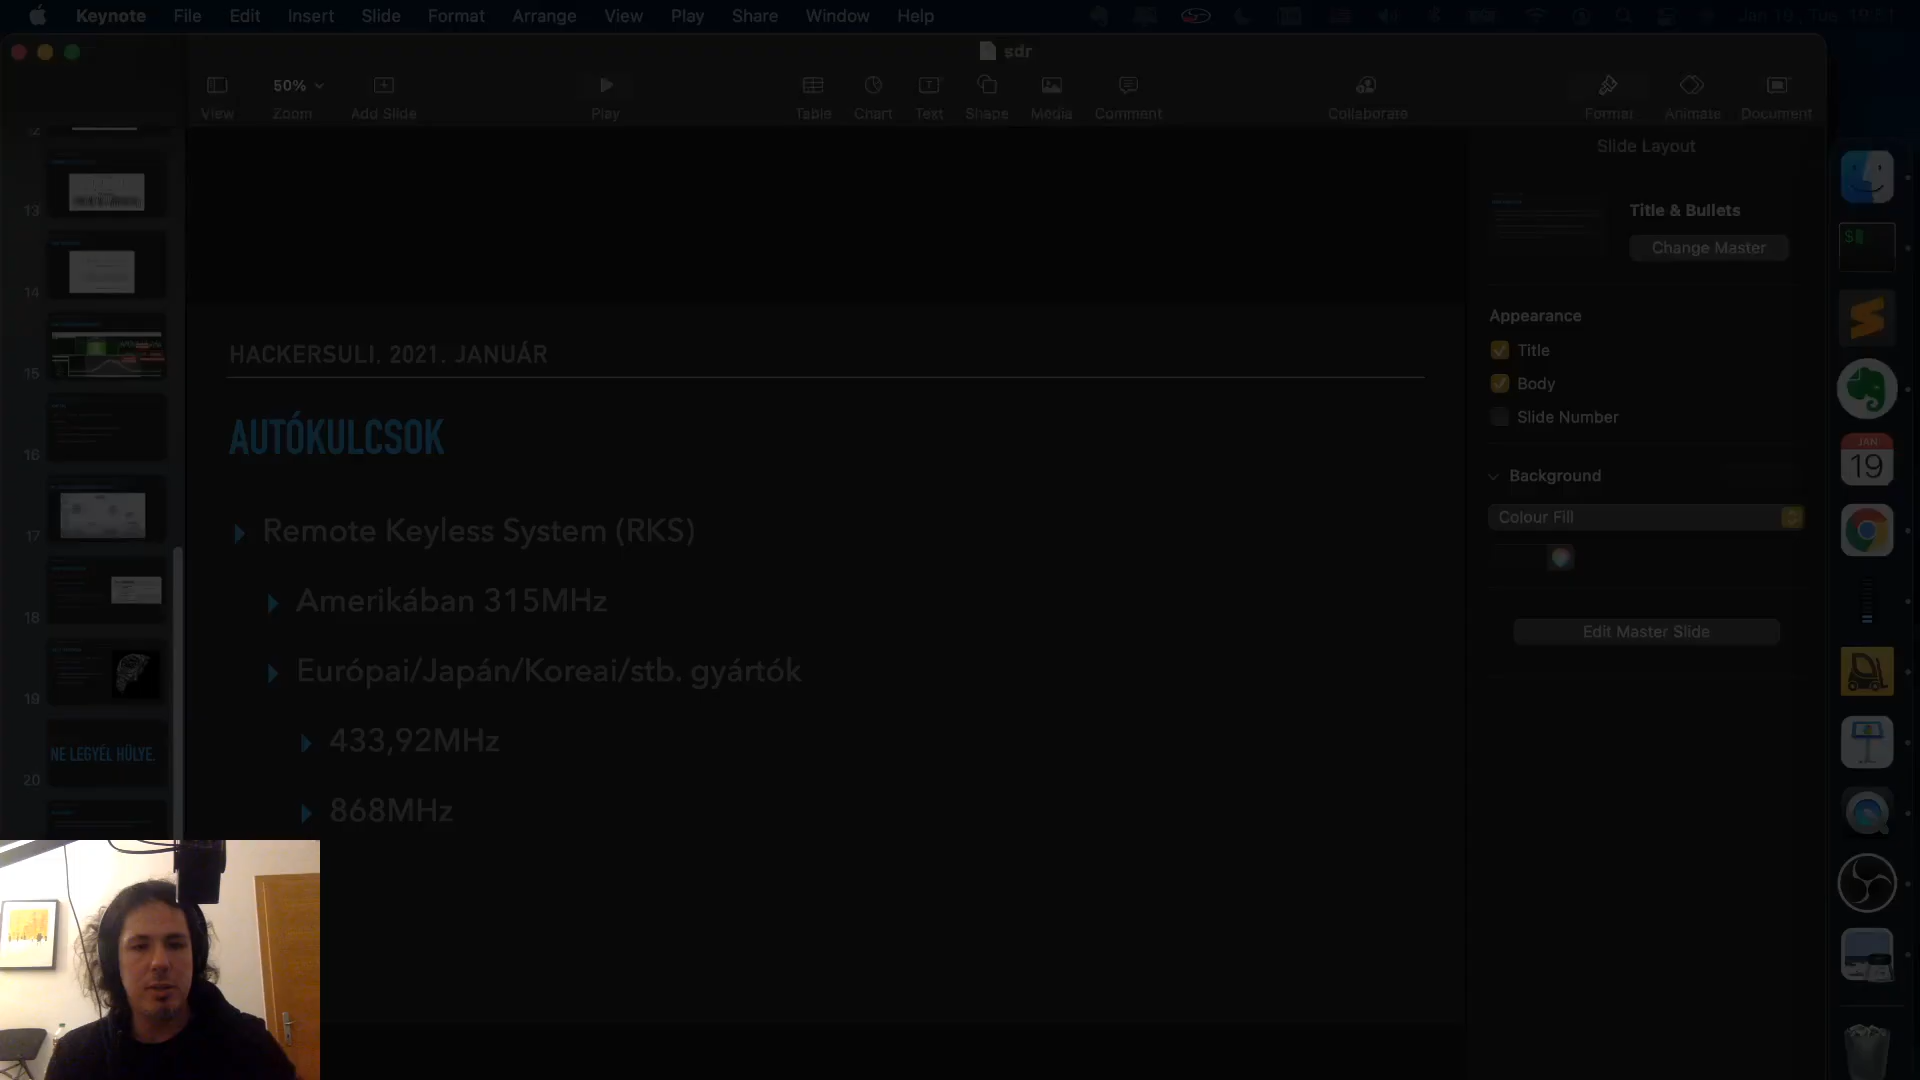 Keynote File Edit Insert Slide Format Arrange View Play Share Window Help
sdr
50%
View Zoom Add Slide Play Table Chart Text Shape Media Comment Collaborate Format Animate Document
Slide Layout
Title & Bullets
Change Master
Appearance
Title
Body
Slide Number
Background
Colour Fill
Edit Master Slide
13
14
15
16
17
18
19
20
NE LEGYÉL HÜLYE.
HACKERSULI. 2021. JANUÁR
AUTÓKULCSOK
Remote Keyless System (RKS)
Amerikában 315MHz
Európai/Japán/Koreai/stb. gyártók
433,92MHz
868MHz
JAN
19